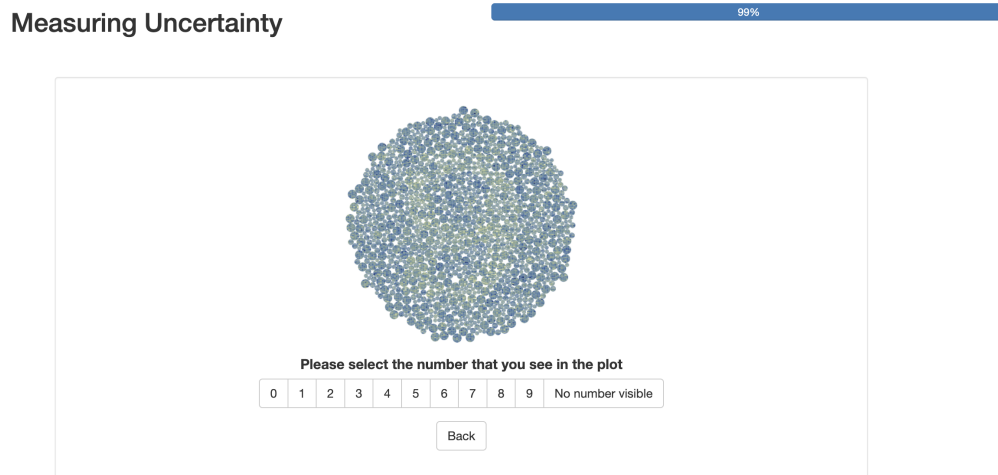 Measuring Uncertainty
99%
Please select the number that you see in the plot
0 1 2 3 4 5 6 7 8 9 No number visible
Back